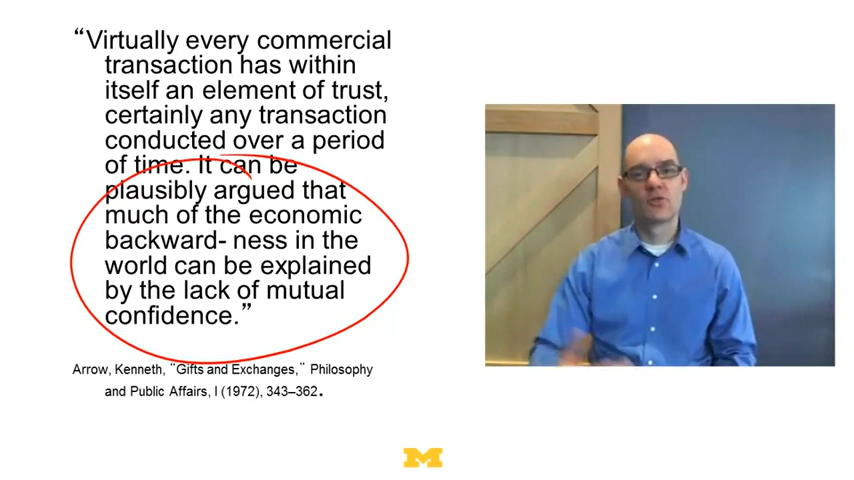 “Virtually every commercial
transaction has within
itself an element of trust,
certainly any transaction
conducted over a period
of time. It can be
plausibly argued that
much of the economic
backward- ness in the
world can be explained
by the lack of mutual
confidence.”
Arrow, Kenneth, “Gifts and Exchanges,” Philosophy
and Public Affairs, I (1972), 343–362.
M